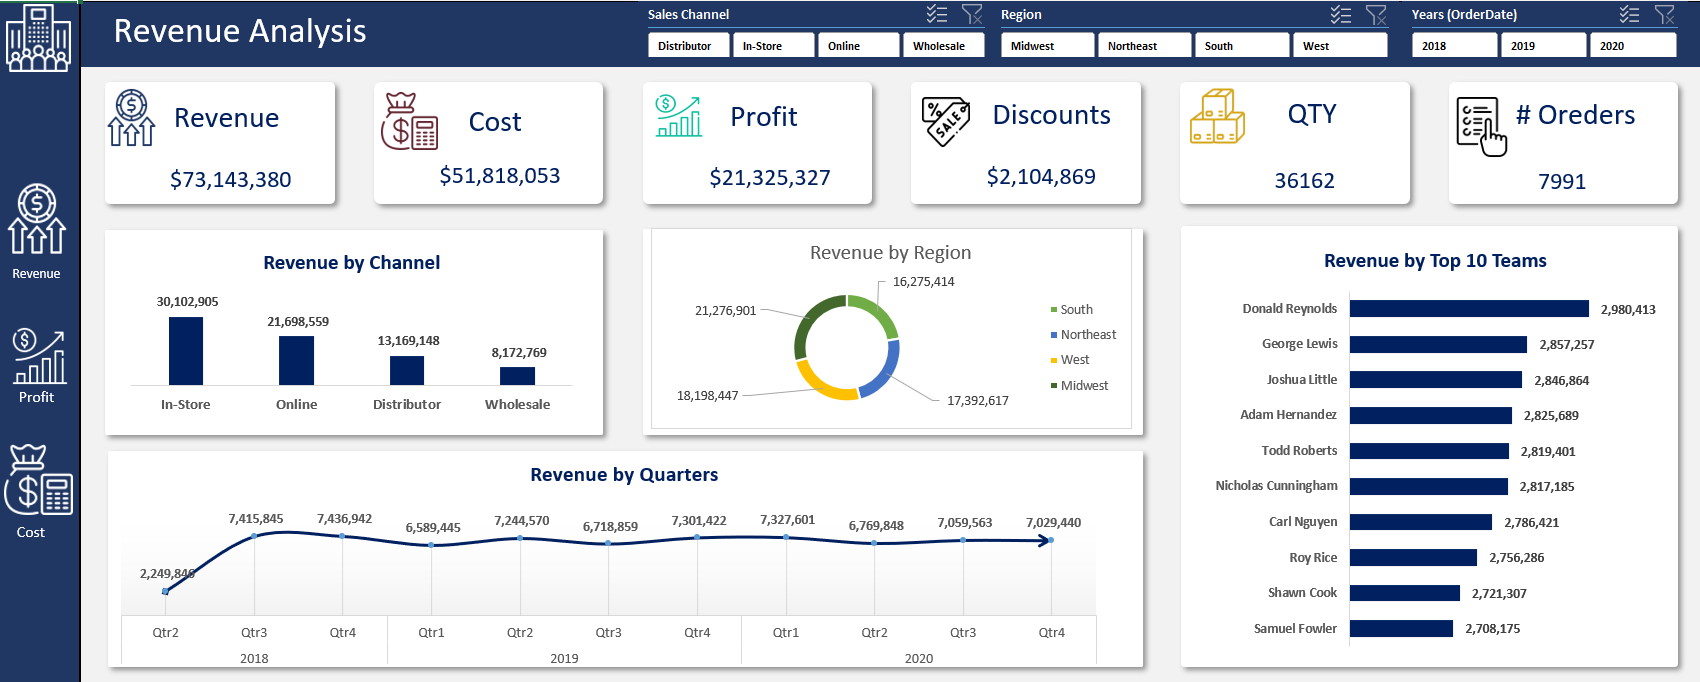 Revenue Analysis
Sales Channel
Distributor In-Store Online Wholesale
Region
Midwest Northeast South West
Years (OrderDate)
2018 2019 2020
Revenue
$73,143,380
Cost
$51,818,053
Profit
$21,325,327
Discounts
$2,104,869
QTY
36162
# Oreders
7991
Revenue
Profit
Cost
Revenue by Channel
30,102,905
21,698,559
13,169,148
8,172,769
In-Store Online Distributor Wholesale
Revenue by Region
16,275,414
21,276,901
18,198,447
17,392,617
South
Northeast
West
Midwest
Revenue by Quarters
2,249,846 7,415,845 7,436,942 6,589,445 7,244,570 6,718,859 7,301,422 7,327,601 6,769,848 7,059,563 7,029,440
Qtr2 Qtr3 Qtr4 Qtr1 Qtr2 Qtr3 Qtr4 Qtr1 Qtr2 Qtr3 Qtr4
2018 2019 2020
Revenue by Top 10 Teams
Donald Reynolds 2,980,413
George Lewis 2,857,257
Joshua Little 2,846,864
Adam Hernandez 2,825,689
Todd Roberts 2,819,401
Nicholas Cunningham 2,817,185
Carl Nguyen 2,786,421
Roy Rice 2,756,286
Shawn Cook 2,721,307
Samuel Fowler 2,708,175